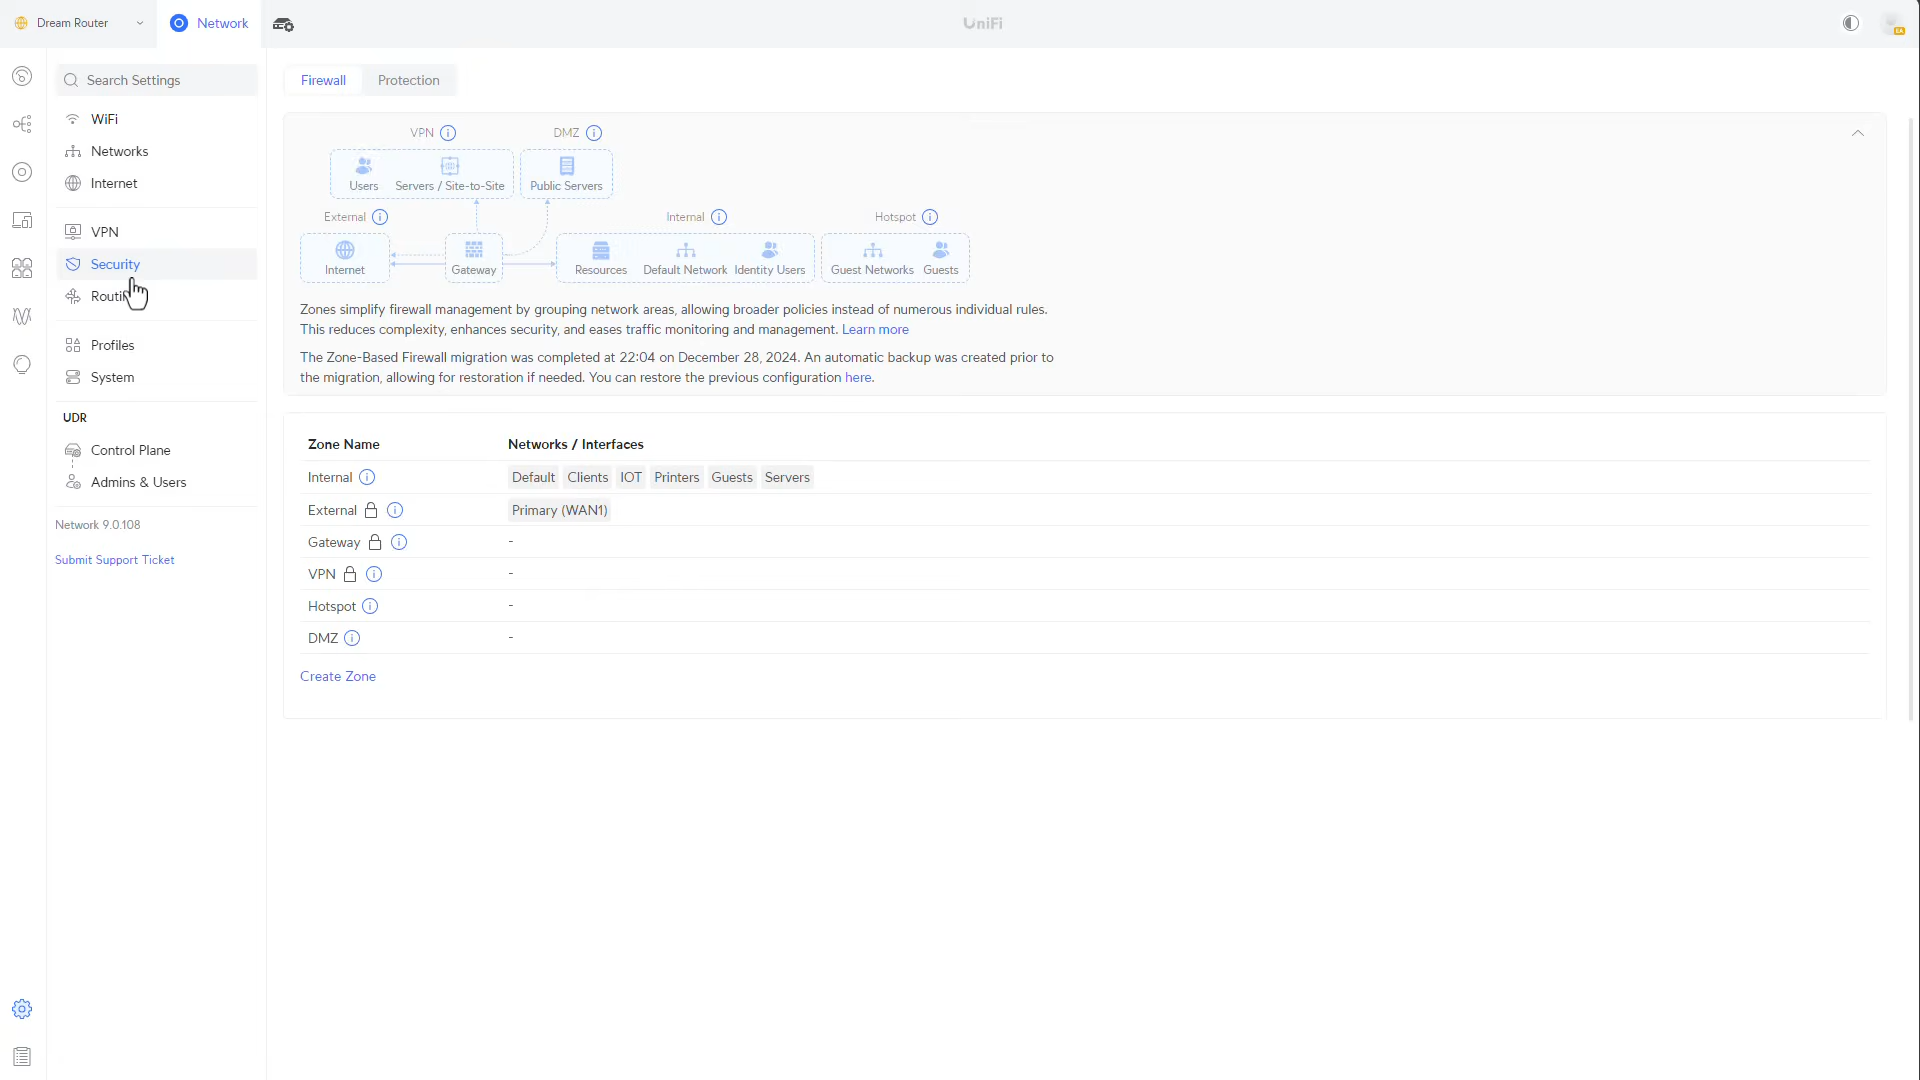 Dream Router
Network
UniFi
EA
Search Settings
WiFi
Networks
Internet
VPN
Security
Profiles
System
UDR
Control Plane
Admins & Users
Network 9.0.108
Submit Support Ticket
Firewall Protection
VPN DMZ
Users Servers / Site-to-Site Public Servers
External Internal Hotspot
Internet Gateway Resources Default Network Identity Users Guest Networks Guests
Zones simplify firewall management by grouping network areas, allowing broader policies instead of numerous individual rules.
This reduces complexity, enhances security, and eases traffic monitoring and management. Learn more
The Zone-Based Firewall migration was completed at 22:04 on December 28, 2024. An automatic backup was created prior to
the migration, allowing for restoration if needed. You can restore the previous configuration here.
Zone Name Networks / Interfaces
Internal Default Clients IOT Printers Guests Servers
External Primary (WAN1)
Gateway -
VPN -
Hotspot -
DMZ -
Create Zone